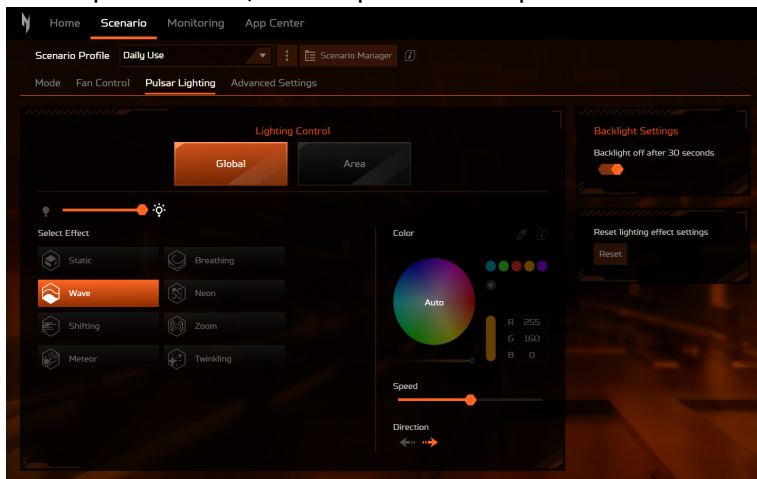 Home Scenario Monitoring App Center
Scenario Profile Daily Use Scenario Manager
Mode Fan Control Pulsar Lighting Advanced Settings
Lighting Control
Global Area
Select Effect
Static Breathing
Wave Neon
Shifting Zoom
Meteor Twinkling
Color
Auto
R 255
G 160
B 0
Speed
Direction
Backlight Settings
Backlight off after 30 seconds
Reset lighting effect settings
Reset